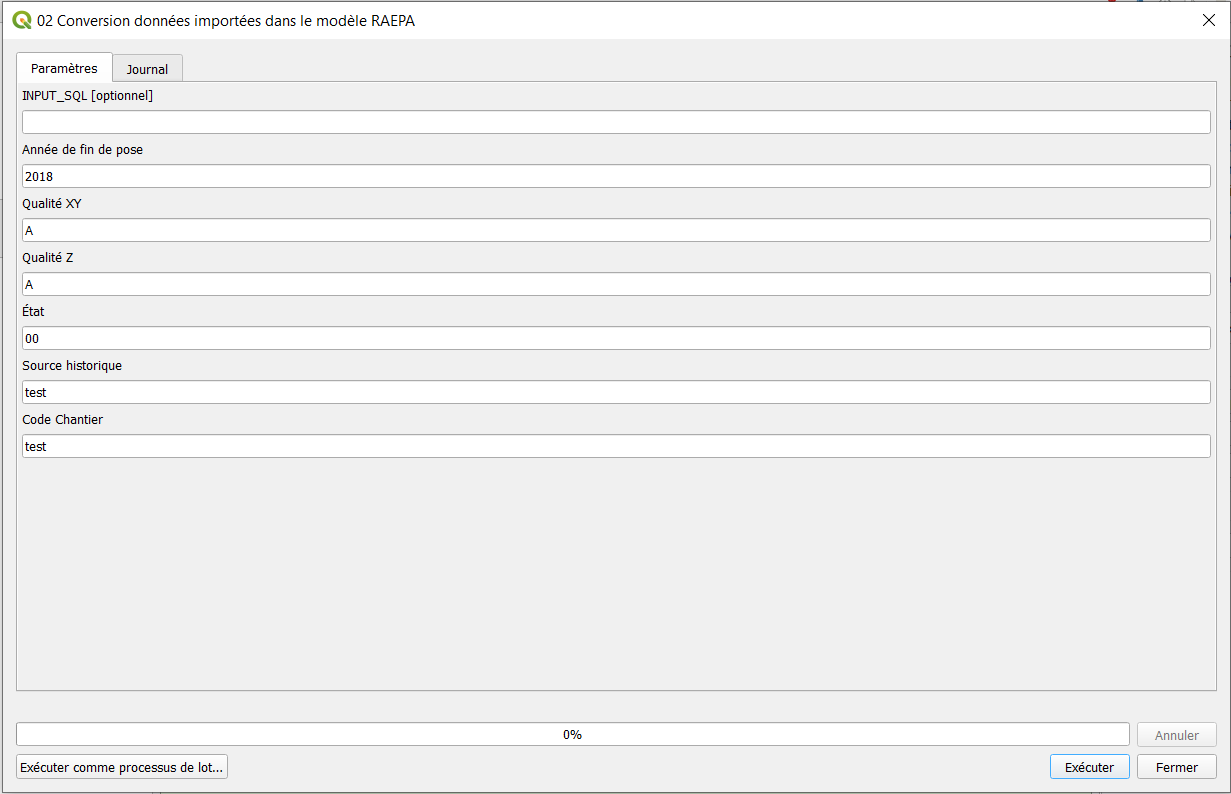 02 Conversion données importées dans le modèle RAEPA
Paramètres
Journal
INPUT_SQL [optionnel]
Année de fin de pose
2018
Qualité XY
A
Qualité Z
A
État
00
Source historique
test
Code Chantier
test
0%
Annuler
Exécuter comme processus de lot...
Exécuter
Fermer